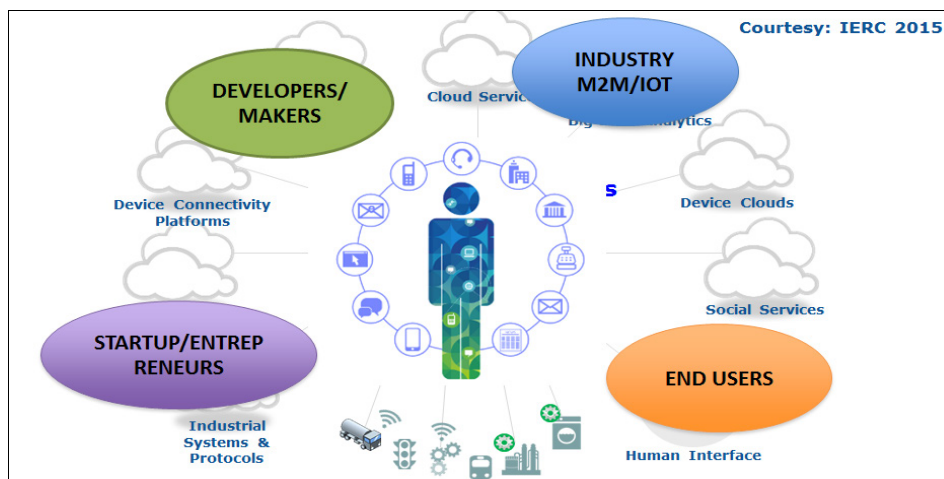 Courtesy: IERC 2015
INDUSTRY
M2M/IOT
DEVELOPERS/
MAKERS
Cloud Servic
s
Device Connectivity
Platforms
Device Clouds
Social Services
STARTUP/ENTREP
RENEURS
END USERS
Industrial
Systems &
Protocols
Human Interface